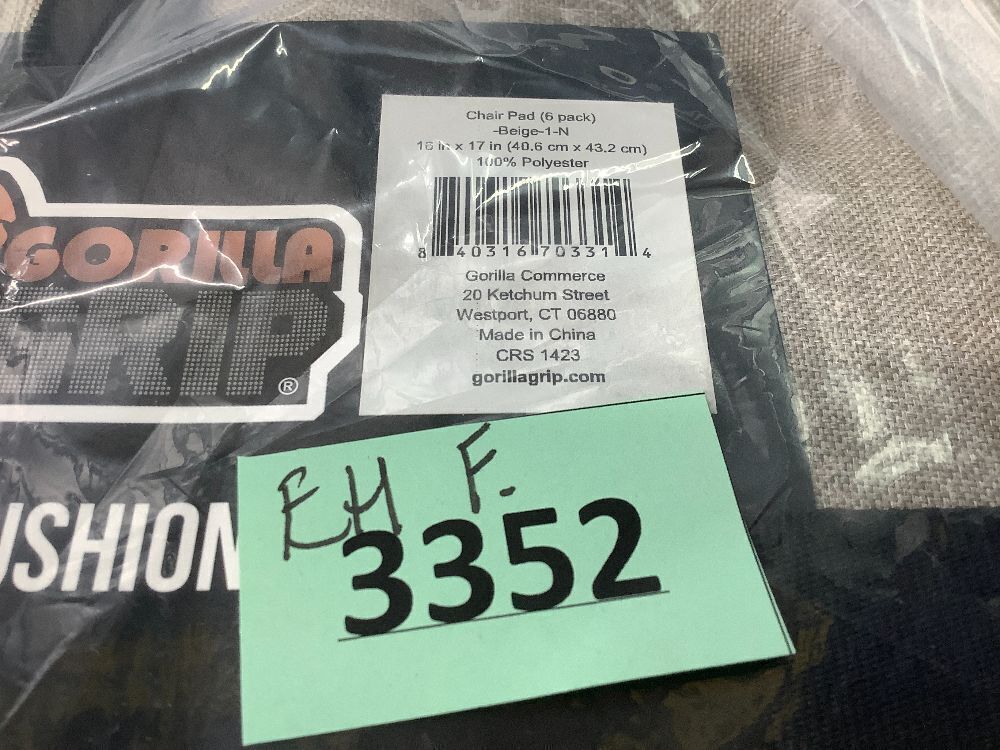 Chair Pad (6 pack)
-Beige-1-N
16 in x 17 in (40.6 cm x 43.2 cm)
100% Polyester
8 40316 70331 4
Gorilla Commerce
20 Ketchum Street
Westport, CT 06880
Made in China
CRS 1423
gorillagrip.com
GORILLA
GRIP®
USHION
EH F.
3352